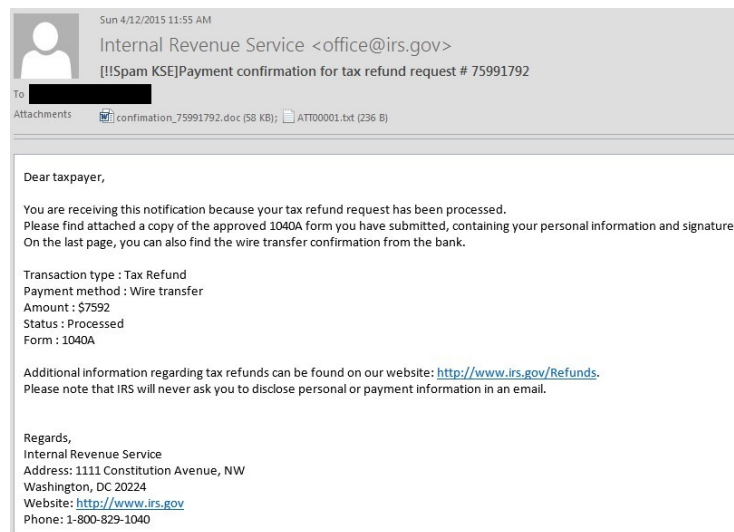 Sun 4/12/2015 11:55 AM
Internal Revenue Service <office@irs.gov>
[!!Spam KSE]Payment confirmation for tax refund request # 75991792
To
Attachments confimation_75991792.doc (58 KB); ATT00001.txt (236 B)
Dear taxpayer,
You are receiving this notification because your tax refund request has been processed.
Please find attached a copy of the approved 1040A form you have submitted, containing your personal information and signature
On the last page, you can also find the wire transfer confirmation from the bank.
Transaction type : Tax Refund
Payment method : Wire transfer
Amount : $7592
Status : Processed
Form : 1040A
Additional information regarding tax refunds can be found on our website: http://www.irs.gov/Refunds.
Please note that IRS will never ask you to disclose personal or payment information in an email.
Regards,
Internal Revenue Service
Address: 1111 Constitution Avenue, NW
Washington, DC 20224
Website: http://www.irs.gov
Phone: 1-800-829-1040